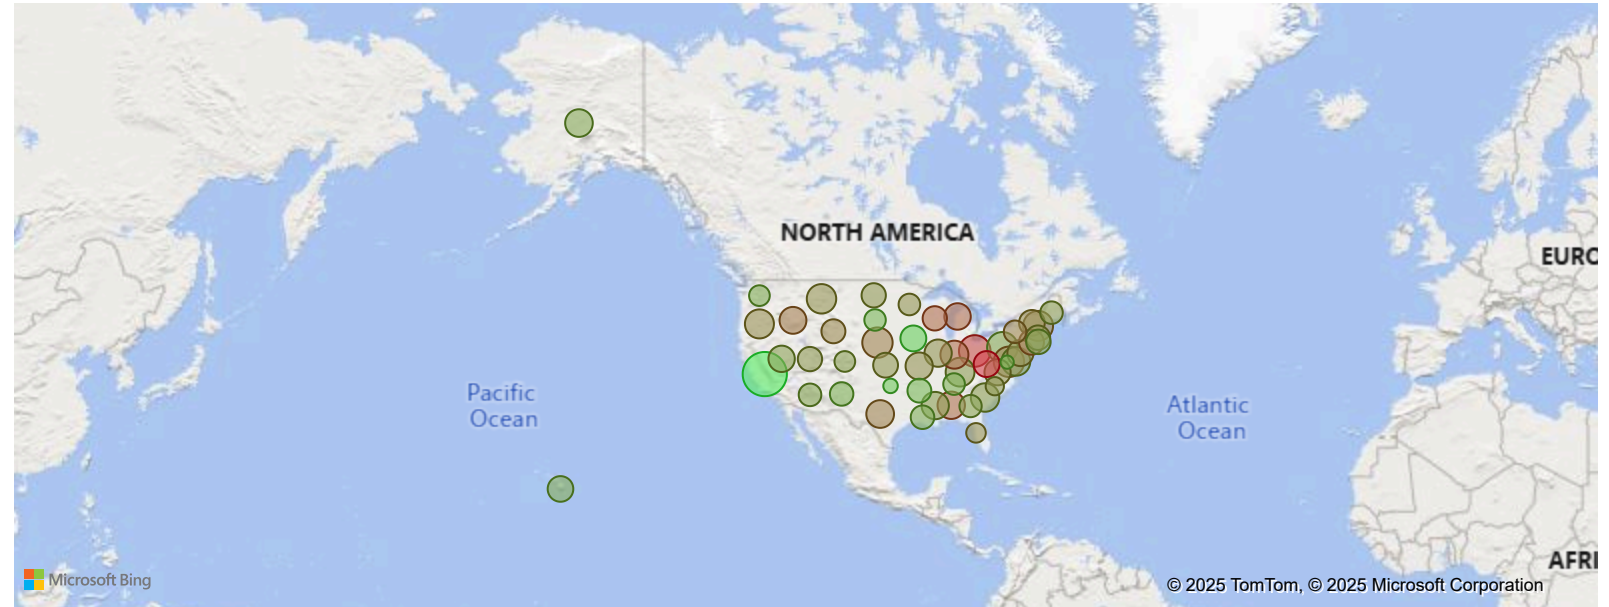 NORTH AMERICA
EURO
Pacific
Ocean
Atlantic
Ocean
AFRI
Microsoft Bing
© 2025 TomTom, © 2025 Microsoft Corporation